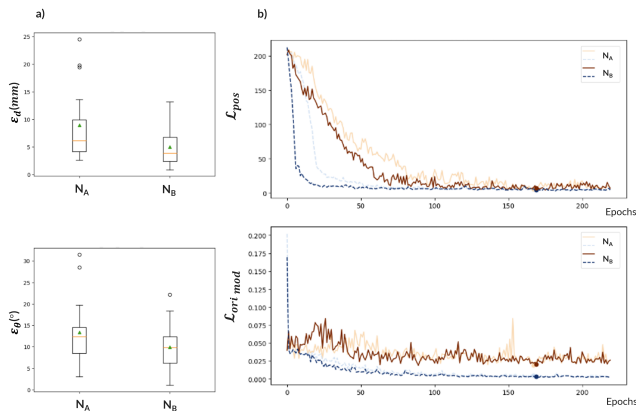 a)
ε_d(mm)
25
20
15
10
5
0
N_A
N_B
b)
ℒ_pos
200
150
100
50
0
N_A
N_B
0
50
100
150
200
Epochs
ε_θ(°)
30
25
20
15
10
5
0
N_A
N_B
ℒ_ori mod
0.200
0.175
0.150
0.125
0.100
0.075
0.050
0.025
0.000
N_A
N_B
0
50
100
150
200
Epochs